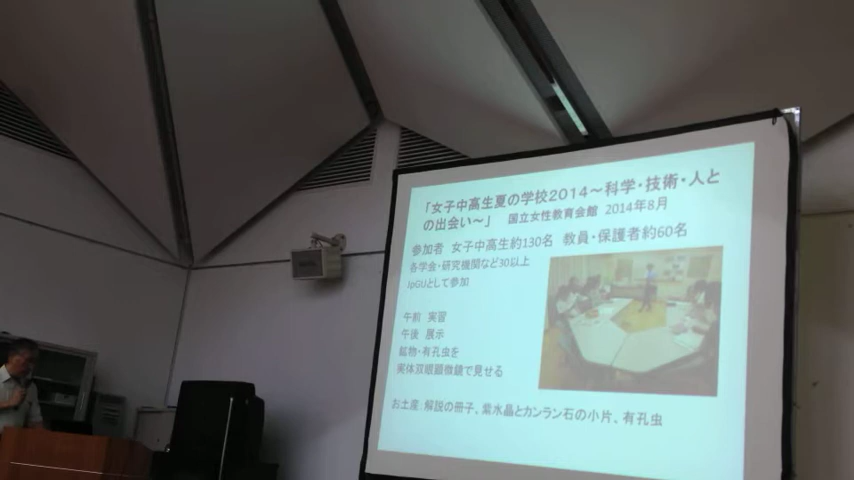 「女子中高生夏の学校2014～科学・技術・人と
の出会い～」 国立女性教育会館 2014年8月
参加者 女子中高生約130名 教員・保護者約60名
各学会・研究機関など30以上
JpGUとして参加
午前 実習
午後 展示
鉱物・有孔虫を
実体双眼顕微鏡で見せる
お土産:解説の冊子、紫水晶とカンラン石の小片、有孔虫